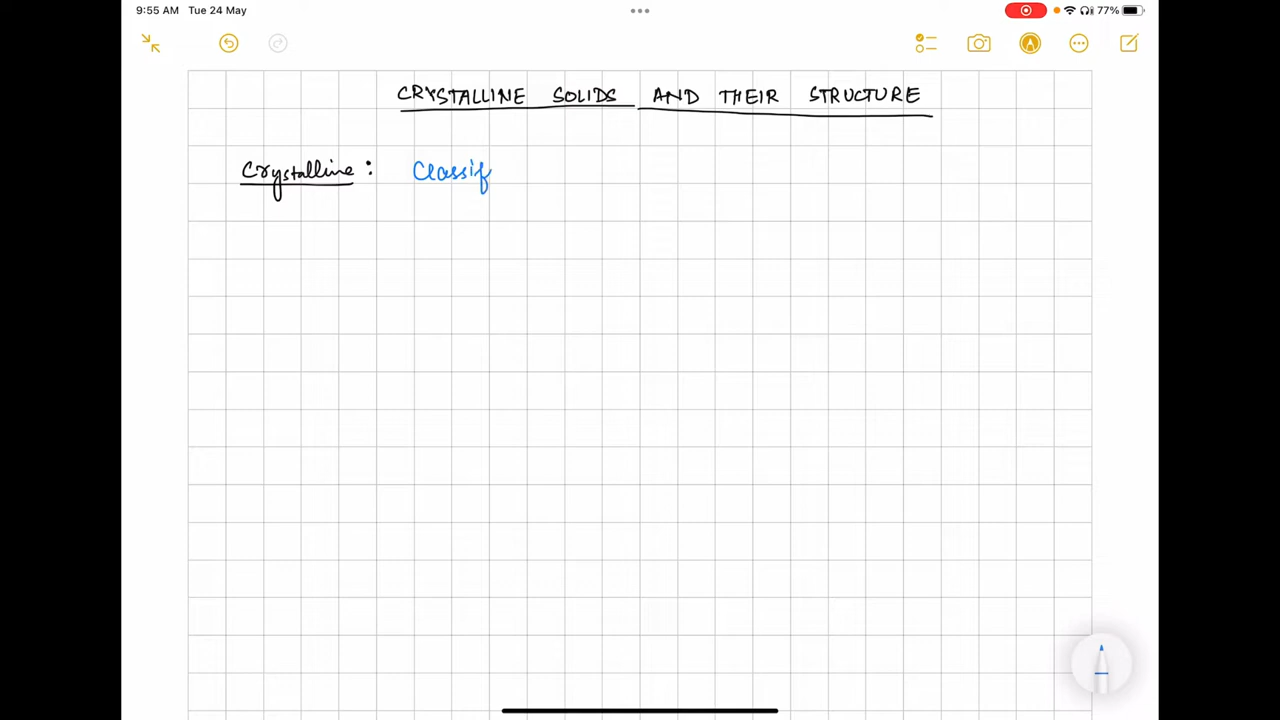 9:55 AM Tue 24 May
77%
CRYSTALLINE SOLIDS AND THEIR STRUCTURE
Crystalline : Classif